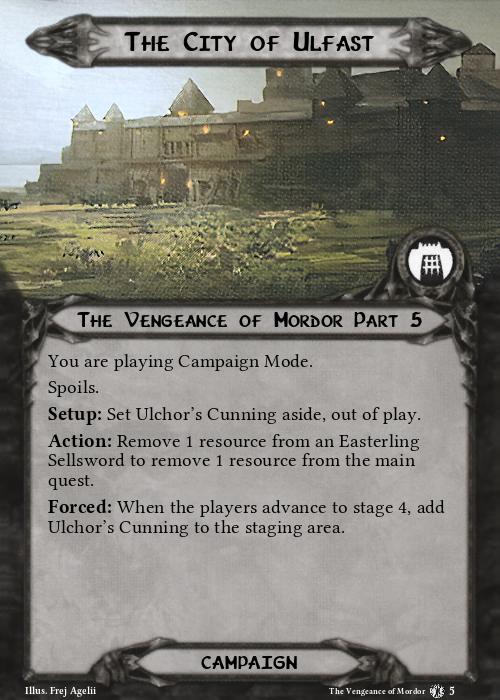 The City of Ulfast
The Vengeance of Mordor Part 5
You are playing Campaign Mode.
Spoils.
Setup: Set Ulchor's Cunning aside, out of play.
Action: Remove 1 resource from an Easterling
Sellsword to remove 1 resource from the main
quest.
Forced: When the players advance to stage 4, add
Ulchor's Cunning to the staging area.
CAMPAIGN
Illus. Frej Agelii
The Vengeance of Mordor 5